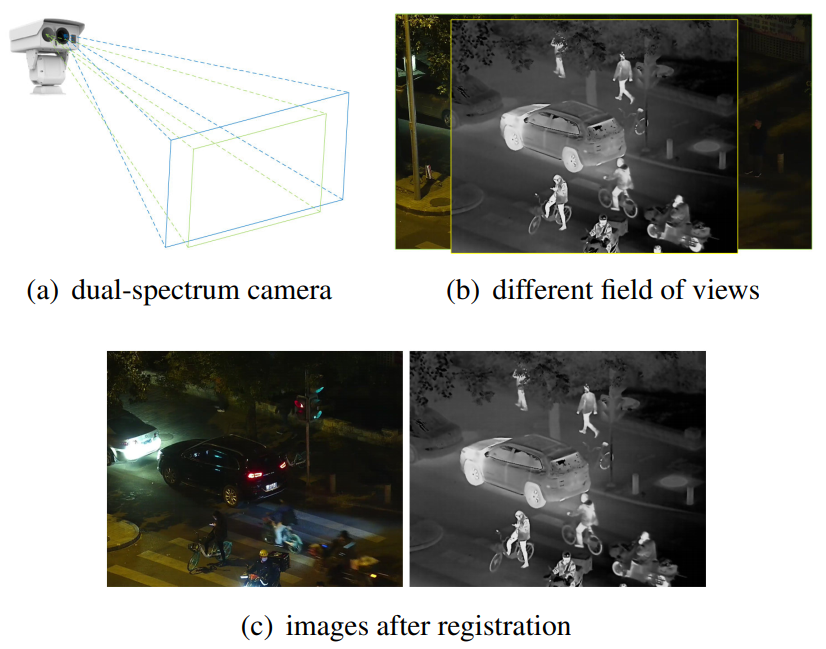 (a) dual-spectrum camera
(b) different field of views
(c) images after registration